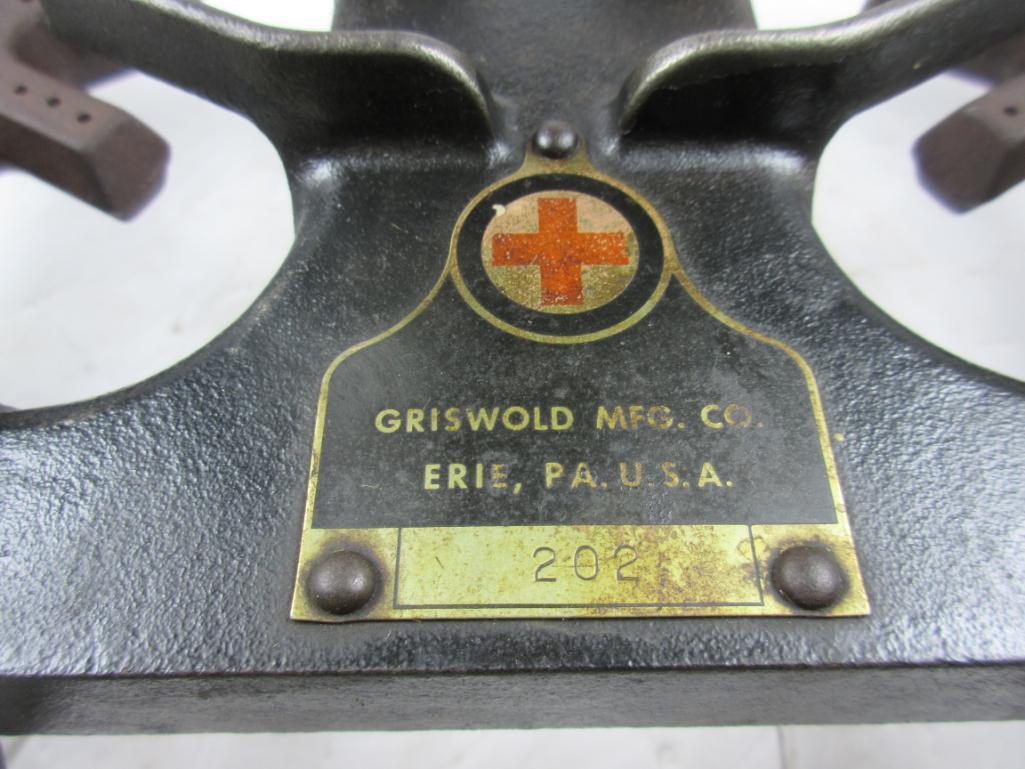 GRISWOLD MFG. CO.
ERIE, PA. U.S.A.
202